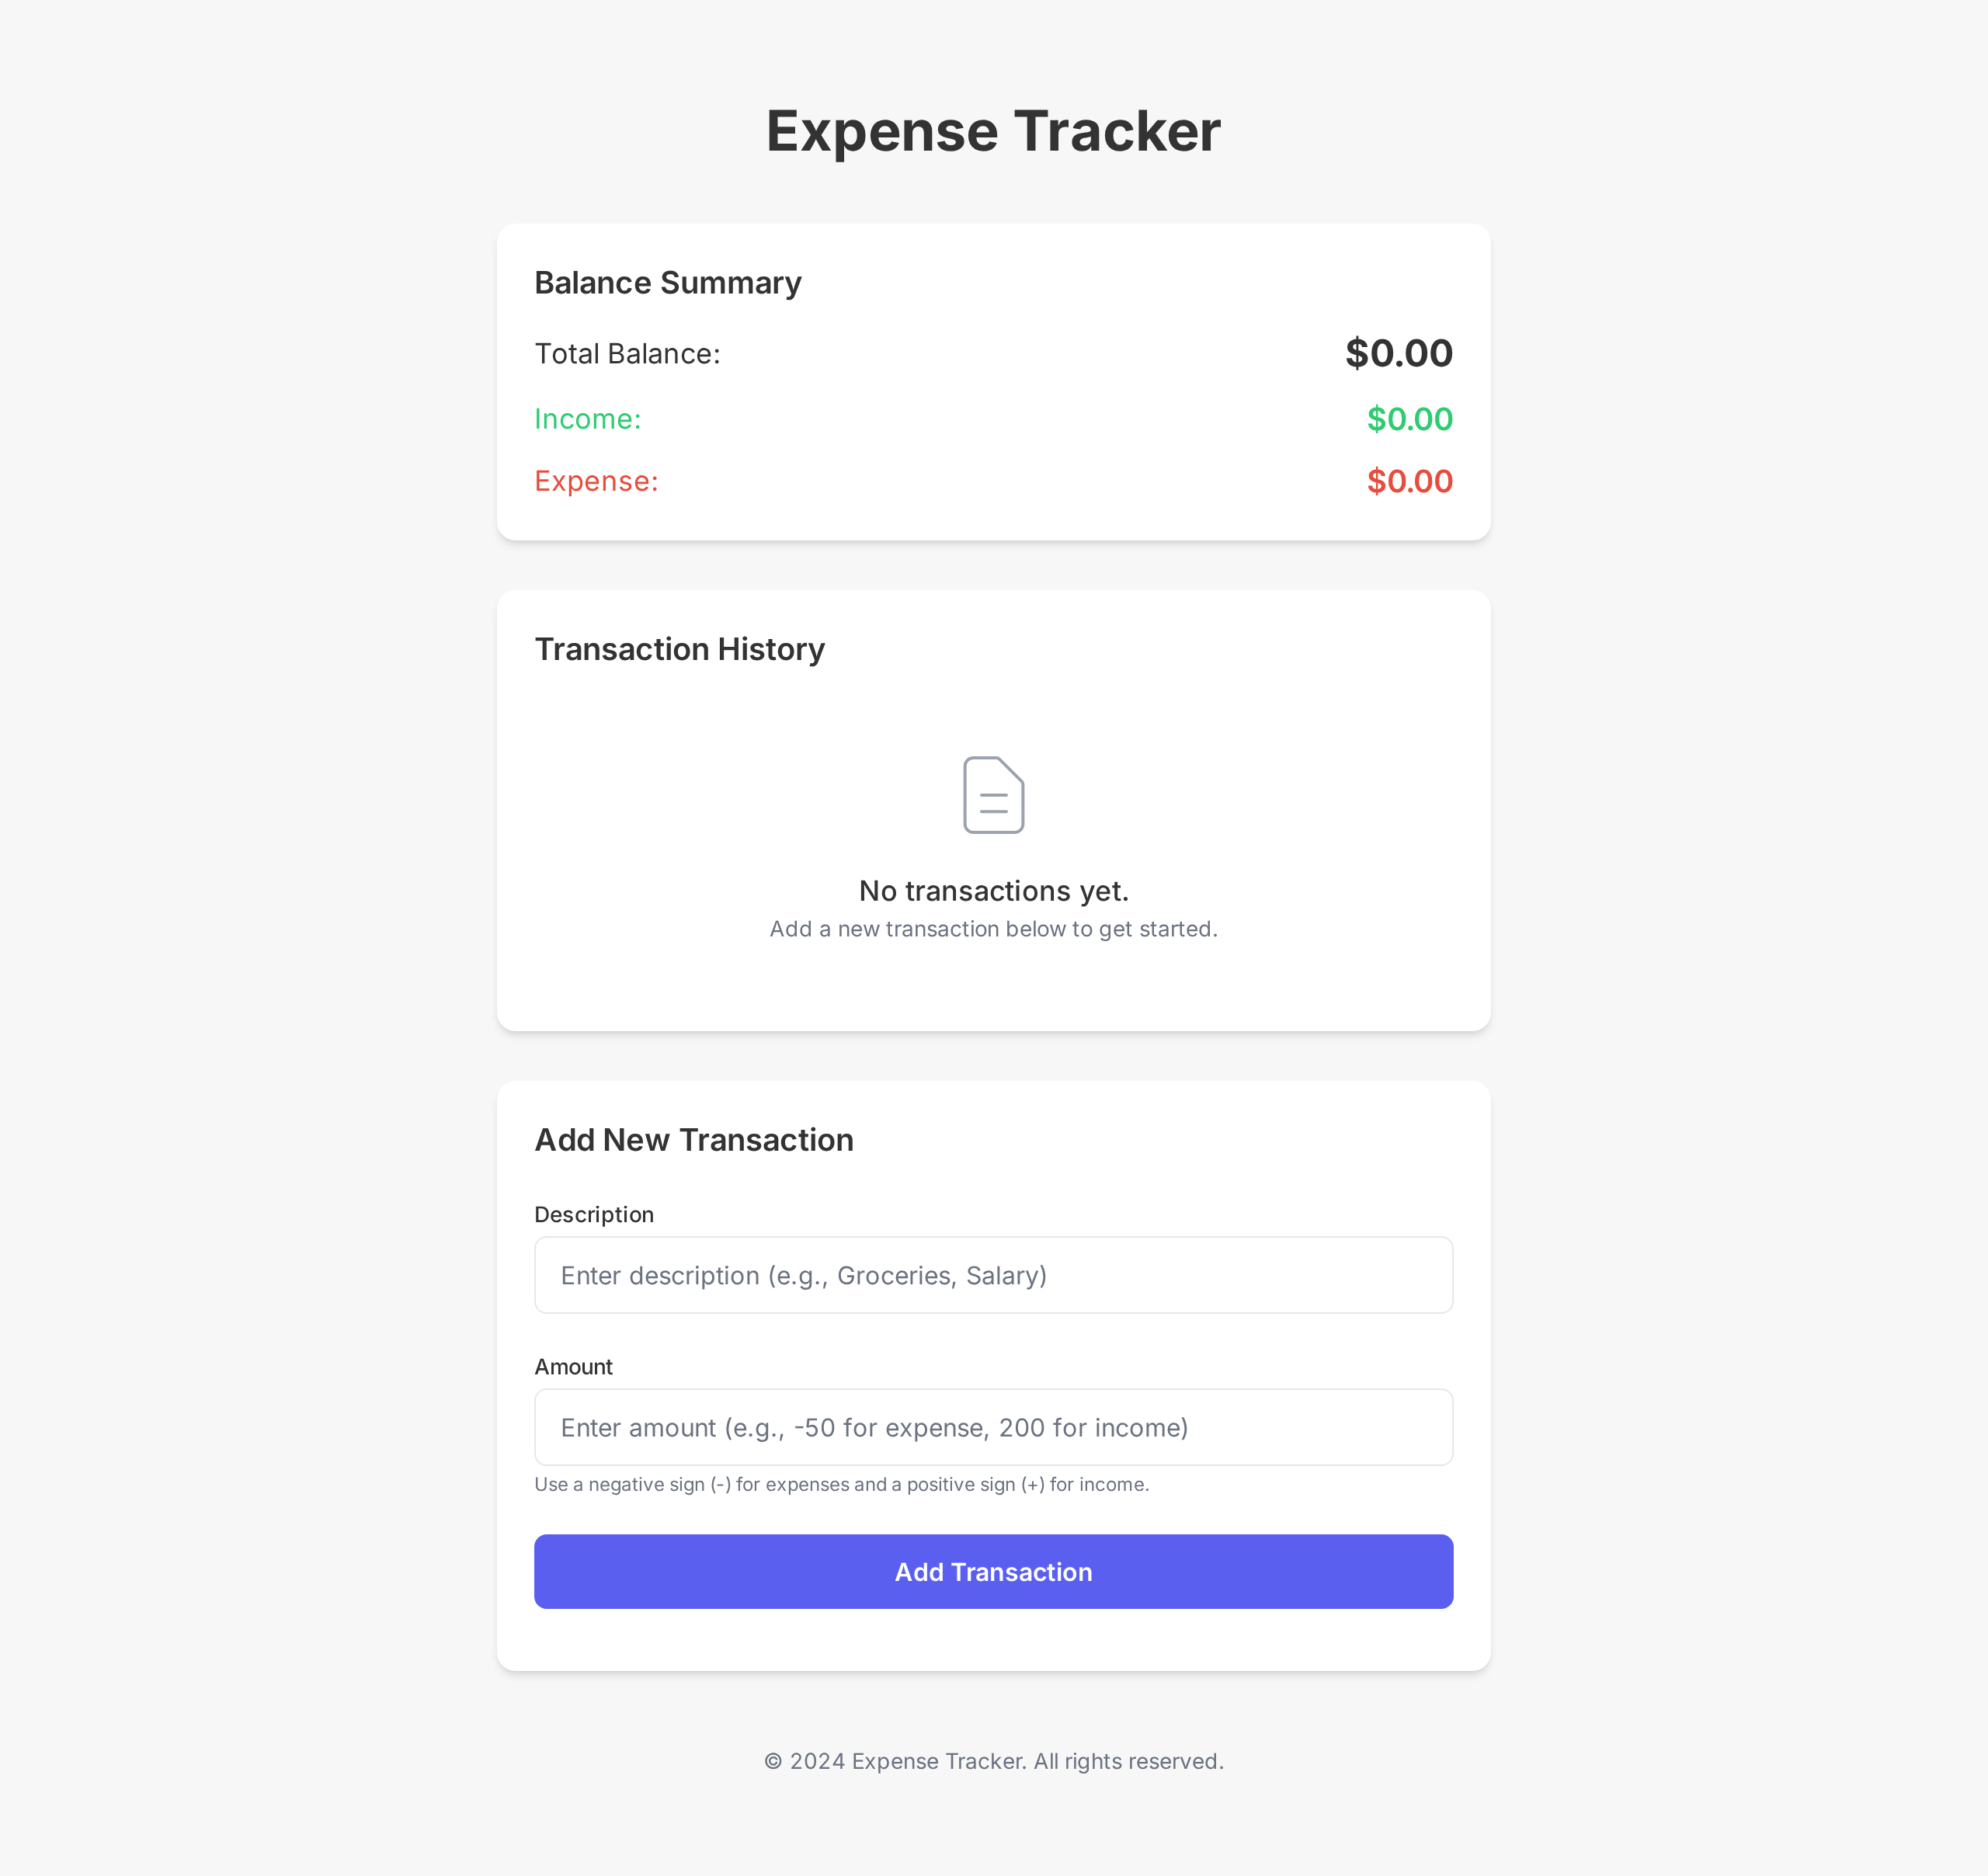 Expense Tracker
Balance Summary
Total Balance: $0.00
Income: $0.00
Expense: $0.00
Transaction History
No transactions yet.
Add a new transaction below to get started.
Add New Transaction
Description
Enter description (e.g., Groceries, Salary)
Amount
Enter amount (e.g., -50 for expense, 200 for income)
Use a negative sign (-) for expenses and a positive sign (+) for income.
Add Transaction
© 2024 Expense Tracker. All rights reserved.